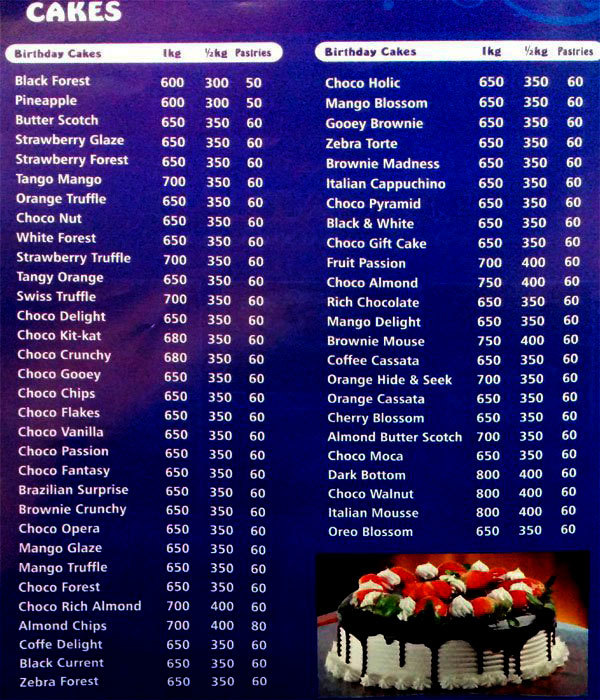 CAKES
Birthday Cakes 1kg ½kg Pastries
Black Forest 600 300 50
Pineapple 600 300 50
Butter Scotch 650 350 60
Strawberry Glaze 650 350 60
Strawberry Forest 650 350 60
Tango Mango 700 350 60
Orange Truffle 650 350 60
Choco Nut 650 350 60
White Forest 650 350 60
Strawberry Truffle 700 350 60
Tangy Orange 650 350 60
Swiss Truffle 700 350 60
Choco Delight 650 350 60
Choco Kit-kat 680 350 60
Choco Crunchy 680 350 60
Choco Gooey 650 350 60
Choco Chips 650 350 60
Choco Flakes 650 350 60
Choco Vanilla 650 350 60
Choco Passion 650 350 60
Choco Fantasy 650 350 60
Brazilian Surprise 650 350 60
Brownie Crunchy 650 350 60
Choco Opera 650 350 60
Mango Glaze 650 350 60
Mango Truffle 650 350 60
Choco Forest 650 350 60
Choco Rich Almond 700 400 60
Almond Chips 700 400 80
Coffe Delight 650 350 60
Black Current 650 350 60
Zebra Forest 650 350 60
Birthday Cakes 1kg ½kg Pastries
Choco Holic 650 350 60
Mango Blossom 650 350 60
Gooey Brownie 650 350 60
Zebra Torte 650 350 60
Brownie Madness 650 350 60
Italian Cappuchino 650 350 60
Choco Pyramid 650 350 60
Black & White 650 350 60
Choco Gift Cake 650 350 60
Fruit Passion 700 400 60
Choco Almond 750 400 60
Rich Chocolate 650 350 60
Mango Delight 650 350 60
Brownie Mouse 750 400 60
Coffee Cassata 650 350 60
Orange Hide & Seek 700 350 60
Orange Cassata 650 350 60
Cherry Blossom 650 350 60
Almond Butter Scotch 700 350 60
Choco Moca 650 350 60
Dark Bottom 800 400 60
Choco Walnut 800 400 60
Italian Mousse 800 400 60
Oreo Blossom 650 350 60